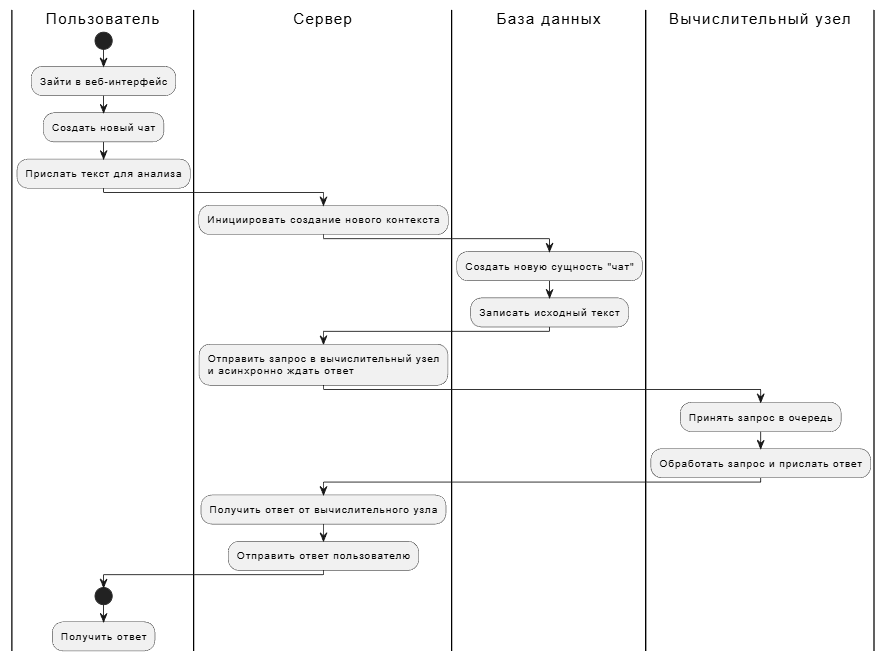 Пользователь
Сервер
База данных
Вычислительный узел
Зайти в веб-интерфейс
Создать новый чат
Прислать текст для анализа
Инициировать создание нового контекста
Создать новую сущность "чат"
Записать исходный текст
Отправить запрос в вычислительный узел
и асинхронно ждать ответ
Принять запрос в очередь
Обработать запрос и прислать ответ
Получить ответ от вычислительного узла
Отправить ответ пользователю
Получить ответ